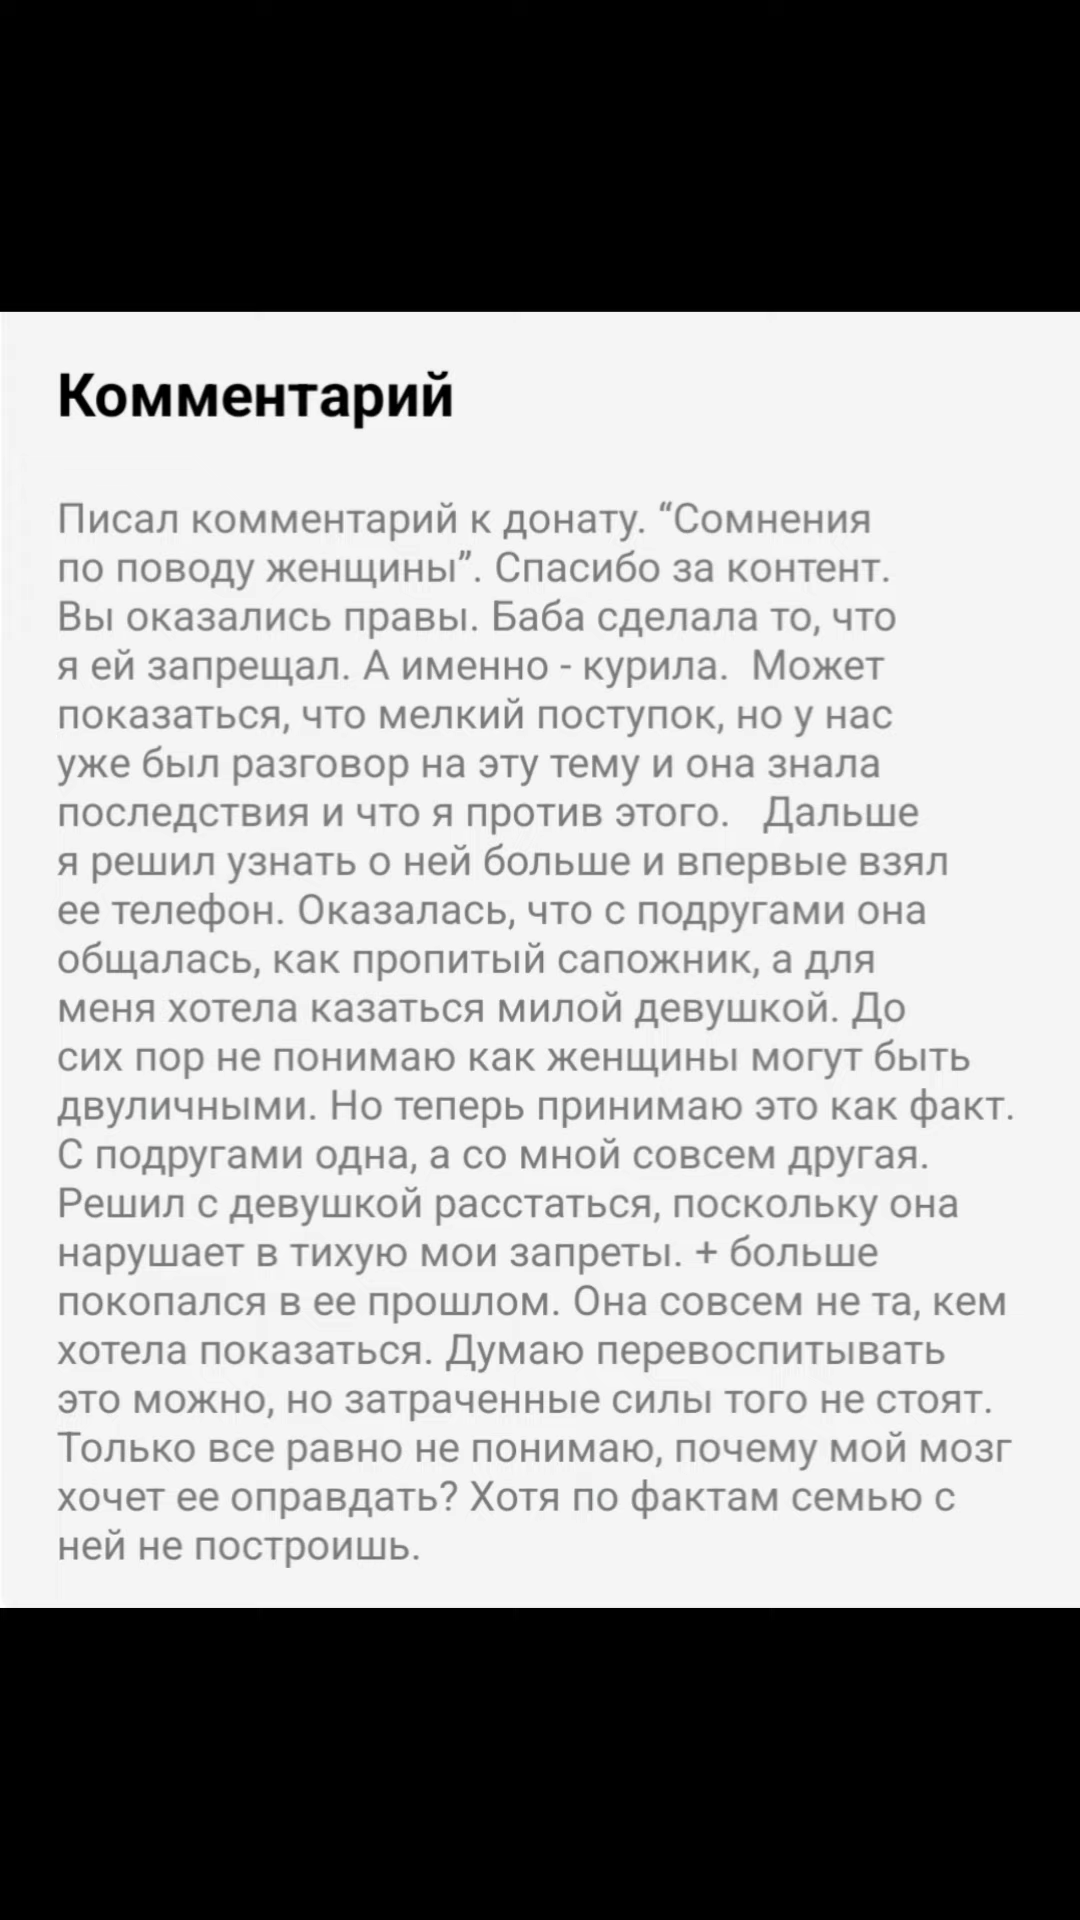 Комментарий
Писал комментарий к донату. “Сомнения
по поводу женщины”. Спасибо за контент.
Вы оказались правы. Баба сделала то, что
я ей запрещал. А именно - курила.  Может
показаться, что мелкий поступок, но у нас
уже был разговор на эту тему и она знала
последствия и что я против этого.   Дальше
я решил узнать о ней больше и впервые взял
ее телефон. Оказалась, что с подругами она
общалась, как пропитый сапожник, а для
меня хотела казаться милой девушкой. До
сих пор не понимаю как женщины могут быть
двуличными. Но теперь принимаю это как факт.
С подругами одна, а со мной совсем другая.
Решил с девушкой расстаться, поскольку она
нарушает в тихую мои запреты. + больше
покопался в ее прошлом. Она совсем не та, кем
хотела показаться. Думаю перевоспитывать
это можно, но затраченные силы того не стоят.
Только все равно не понимаю, почему мой мозг
хочет ее оправдать? Хотя по фактам семью с
ней не построишь.